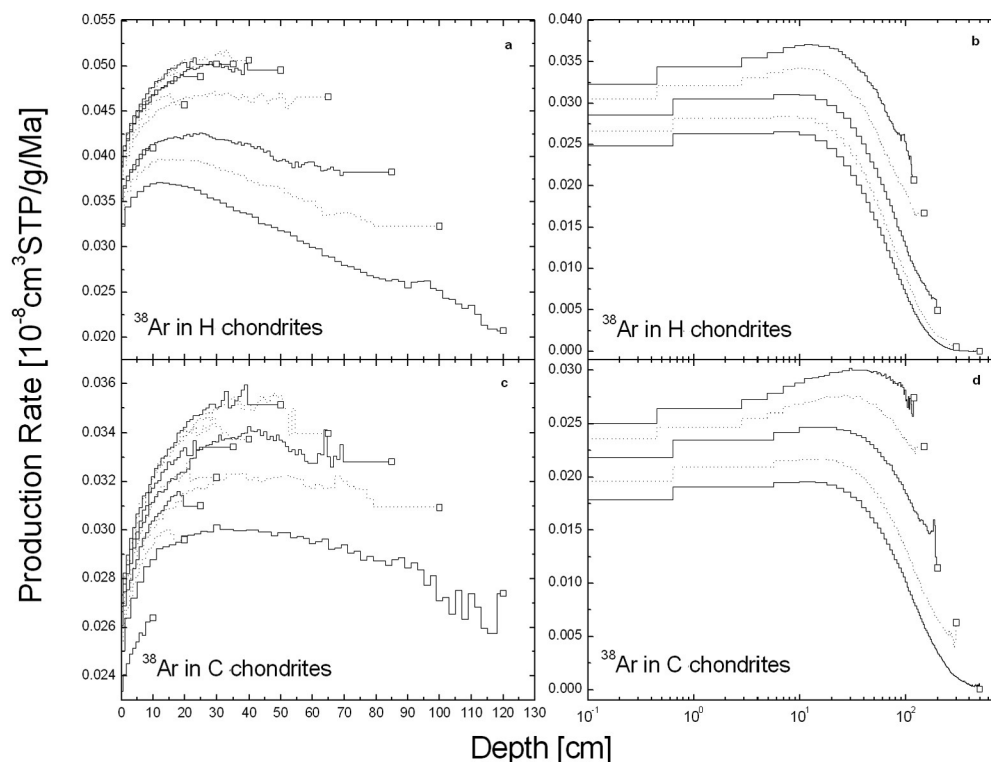 Production Rate [10⁻⁸cm³STP/g/Ma]
a
0.050
0.045
0.040
0.035
0.030
0.025
0.020
³⁸Ar in H chondrites
b
0.040
0.035
0.030
0.025
0.020
0.015
0.010
0.005
0.000
³⁸Ar in H chondrites
c
0.036
0.034
0.032
0.030
0.028
0.026
0.024
³⁸Ar in C chondrites
0 10 20 30 40 50 60 70 80 90 100 110 120 130
d
0.030
0.025
0.020
0.015
0.010
0.005
0.000
³⁸Ar in C chondrites
10⁻¹ 10⁰ 10¹ 10²
Depth [cm]